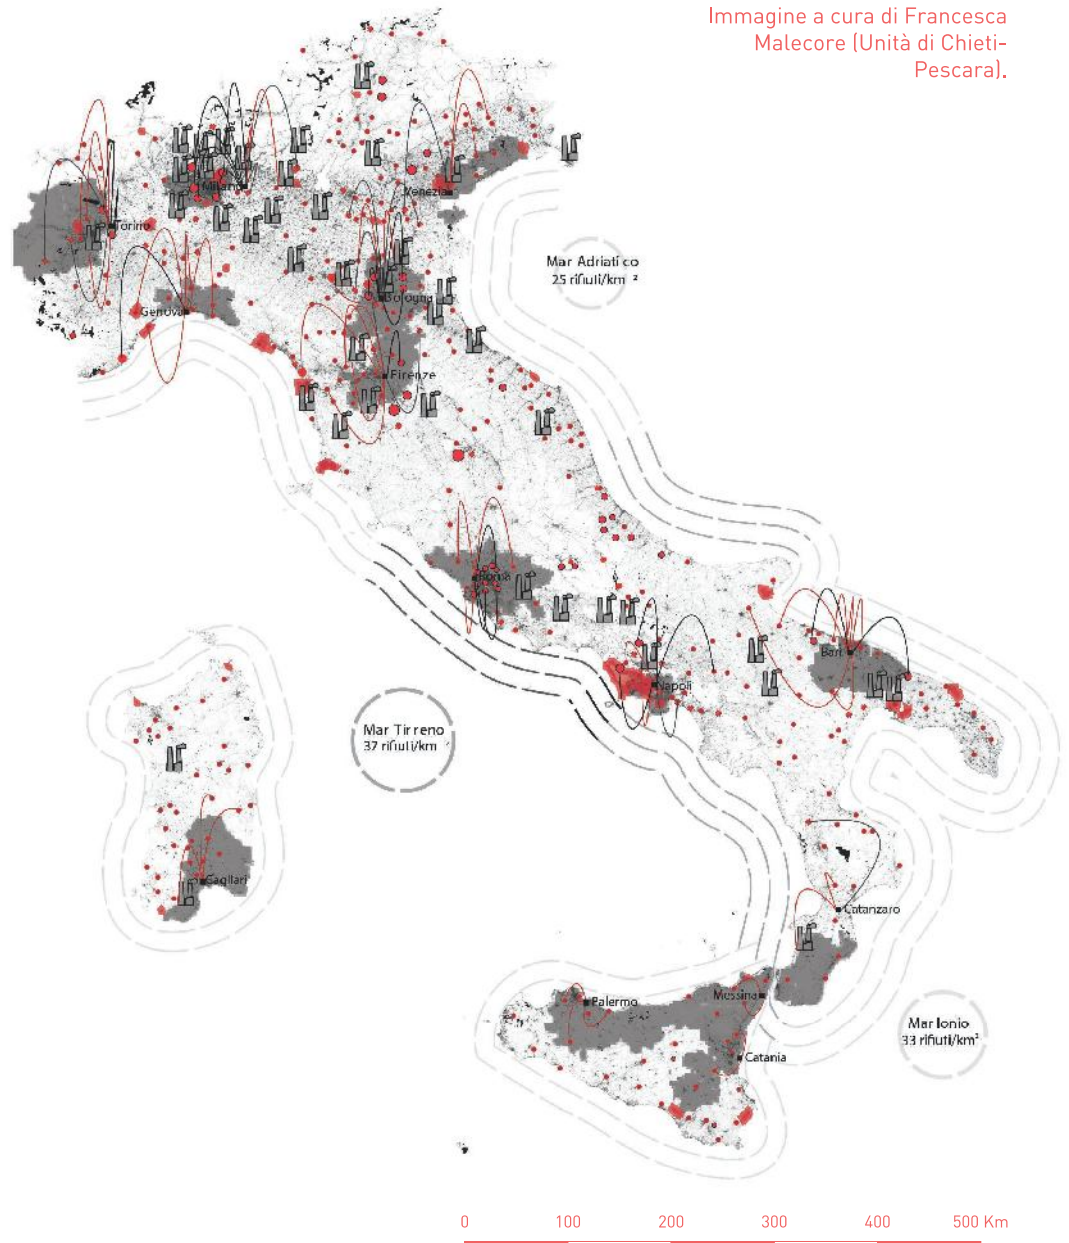 Immagine a cura di Francesca
Malecore (Unità di Chieti-
Pescara).
Milano
Venezia
Torino
Mar Adriatico
25 rifiuti/km ²
Genova
Bologna
Firenze
Roma
Bari
Napoli
Mar Tirreno
37 rifiuti/km
Cagliari
Catanzaro
Messina
Palermo
Mar Ionio
33 rifiuti/km²
Catania
0 100 200 300 400 500 Km